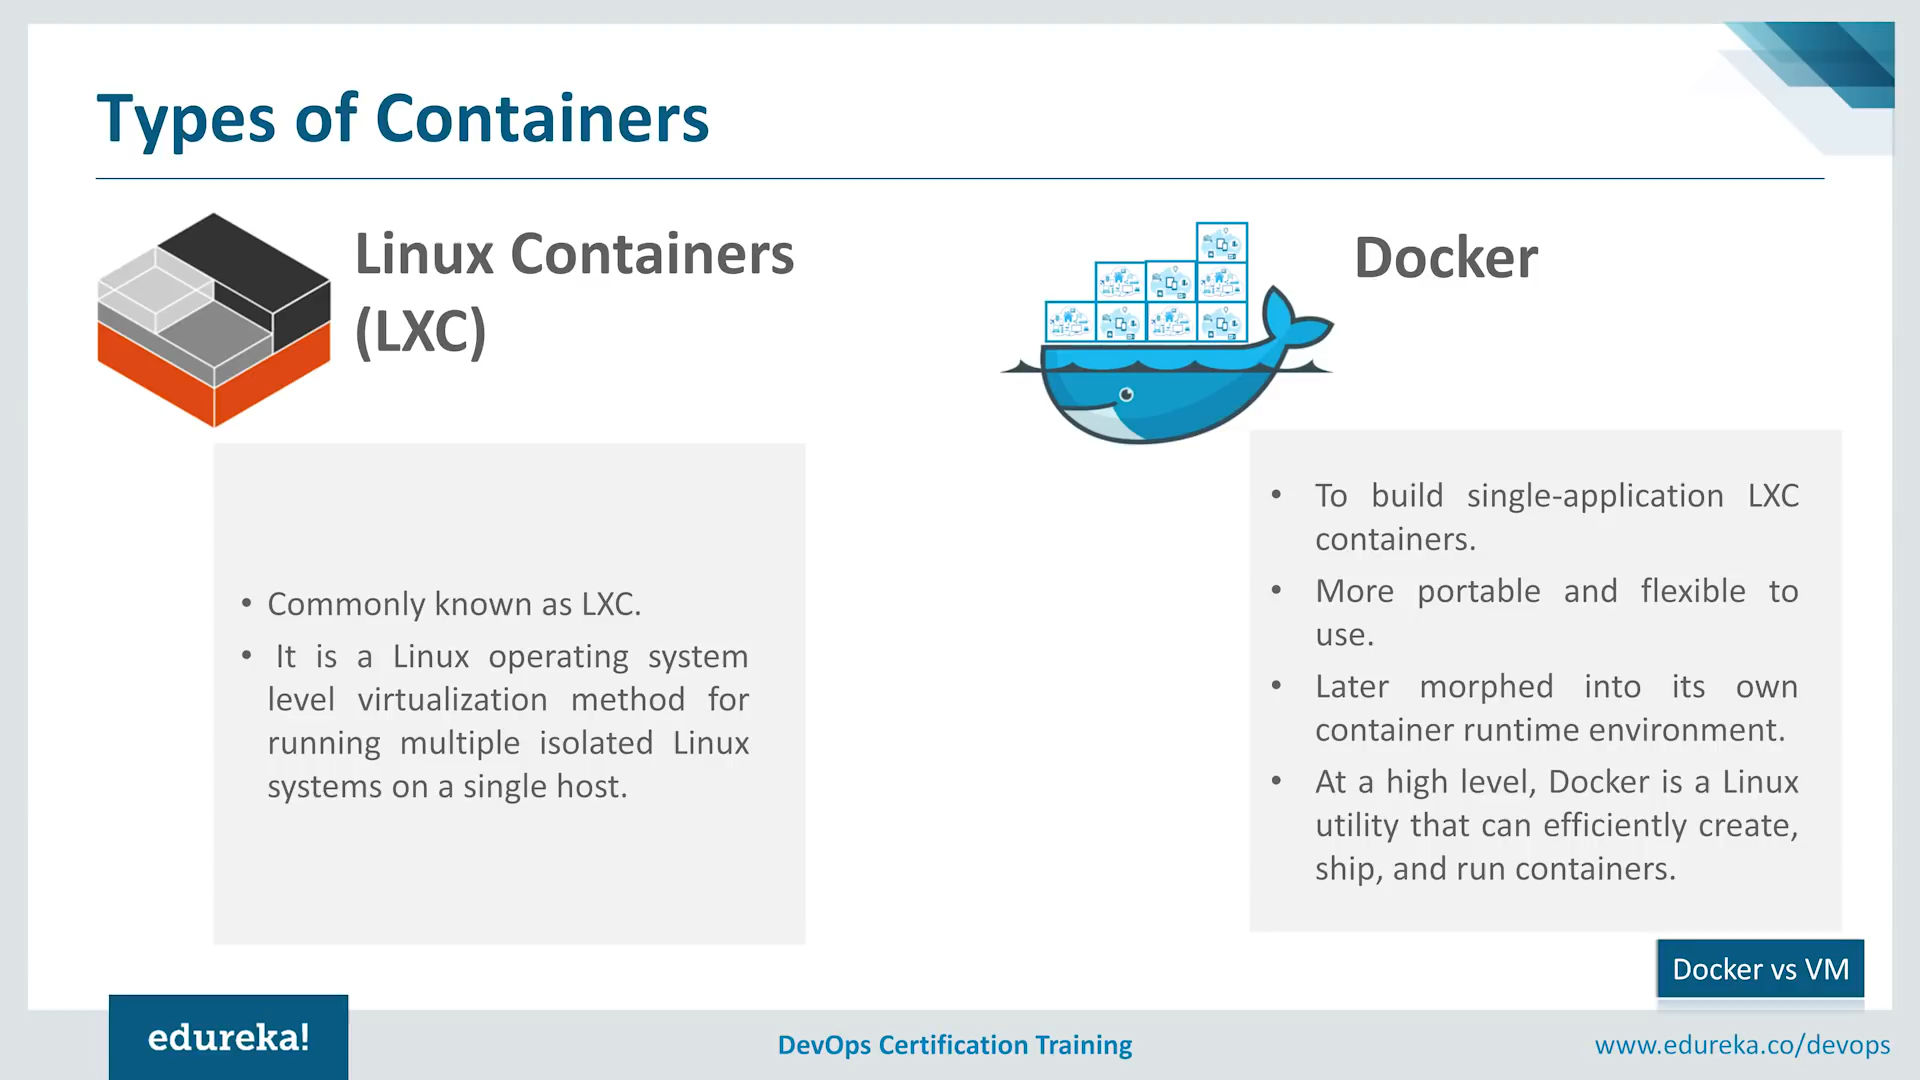 Types of Containers
Linux Containers
(LXC)
• Commonly known as LXC.
• It is a Linux operating system
level virtualization method for
running multiple isolated Linux
systems on a single host.
Docker
• To build single-application LXC
containers.
• More portable and flexible to
use.
• Later morphed into its own
container runtime environment.
• At a high level, Docker is a Linux
utility that can efficiently create,
ship, and run containers.
Docker vs VM
edureka!
DevOps Certification Training
www.edureka.co/devops